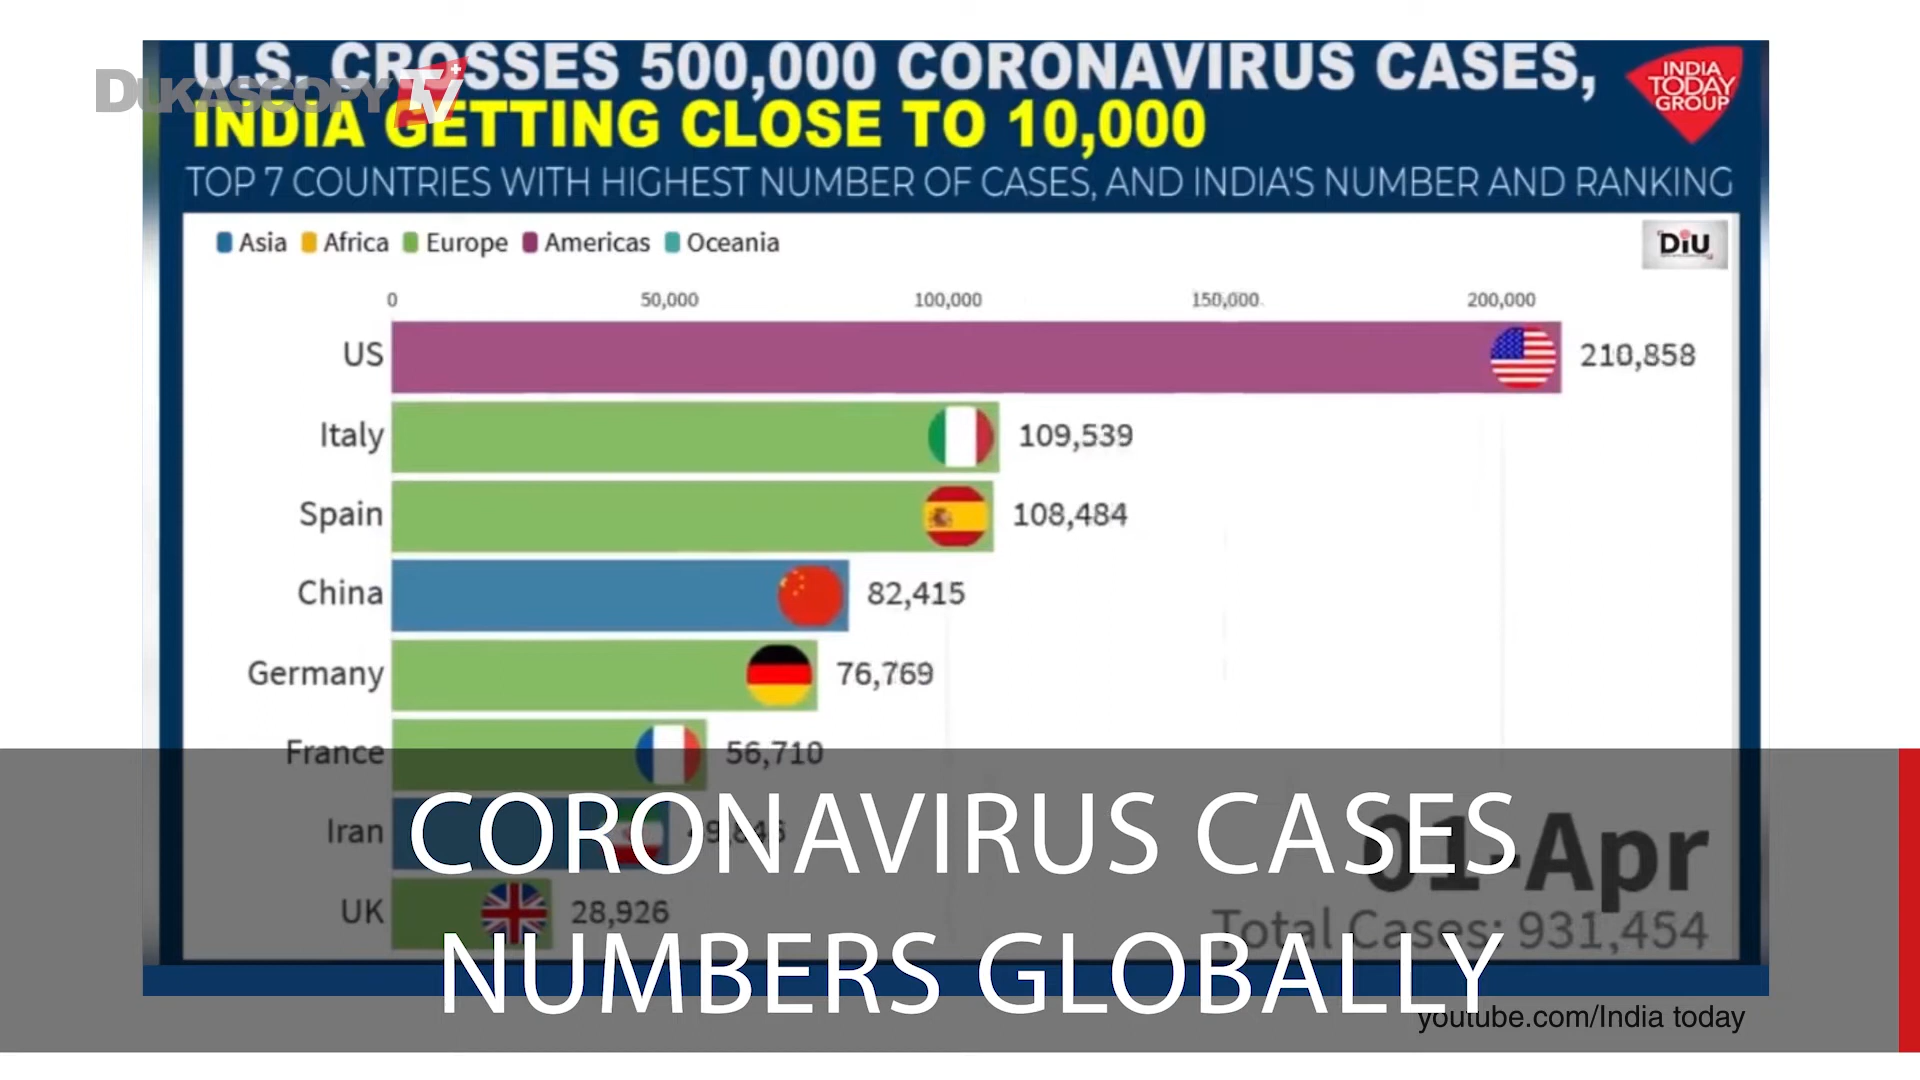 U.S. CROSSES 500,000 CORONAVIRUS CASES,
DUKASCOPY TV
INDIA GETTING CLOSE TO 10,000
INDIA
TODAY
GROUP
TOP 7 COUNTRIES WITH HIGHEST NUMBER OF CASES, AND INDIA'S NUMBER AND RANKING
Asia Africa Europe Americas Oceania
DiU
0 50,000 100,000 150,000 200,000
US 210,858
Italy 109,539
Spain 108,484
China 82,415
Germany 76,769
France 56,710
Iran 49,846
CORONAVIRUS CASES
01-Apr
UK 28,926
Total Cases: 931,454
NUMBERS GLOBALLY
youtube.com/India today